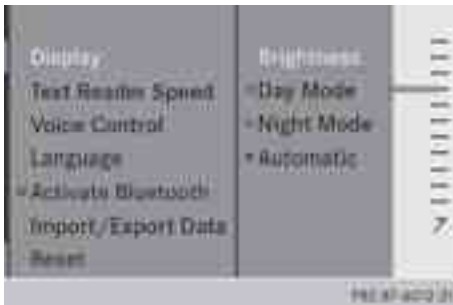 Display
Text Reader Speed
Voice Control
Language
Activate Bluetooth
Import/Export Data
Reset
Brightness
Day Mode
Night Mode
Automatic